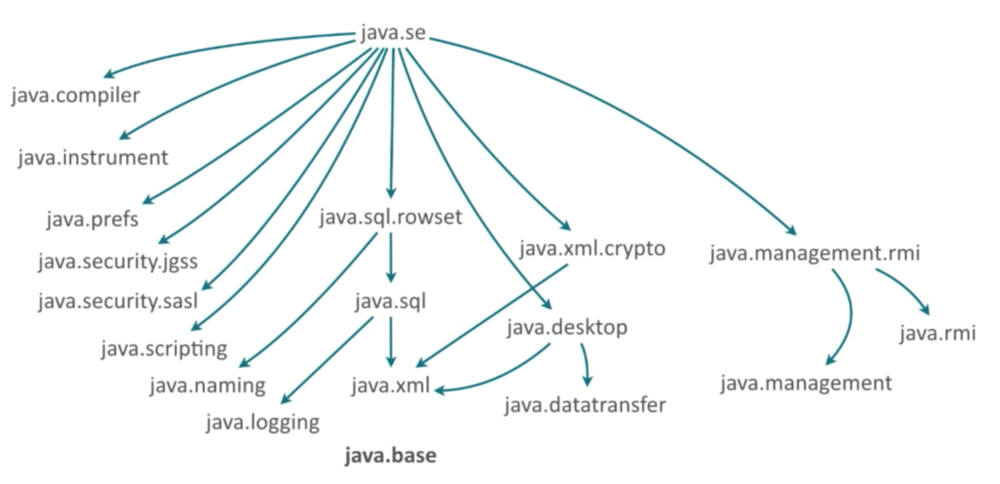 java.se
java.compiler
java.instrument
java.prefs
java.sql.rowset
java.xml.crypto
java.management.rmi
java.security.jgss
java.security.sasl
java.sql
java.desktop
java.rmi
java.scripting
java.naming
java.xml
java.management
java.datatransfer
java.logging
java.base